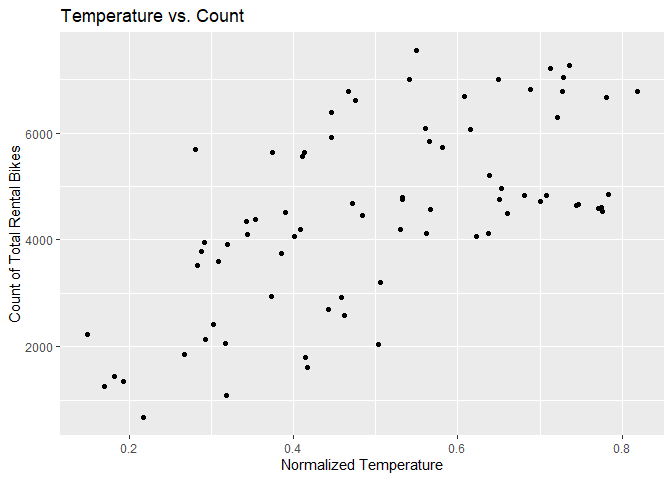 Temperature vs. Count
Count of Total Rental Bikes
6000
4000
2000
0.2 0.4 0.6 0.8
Normalized Temperature